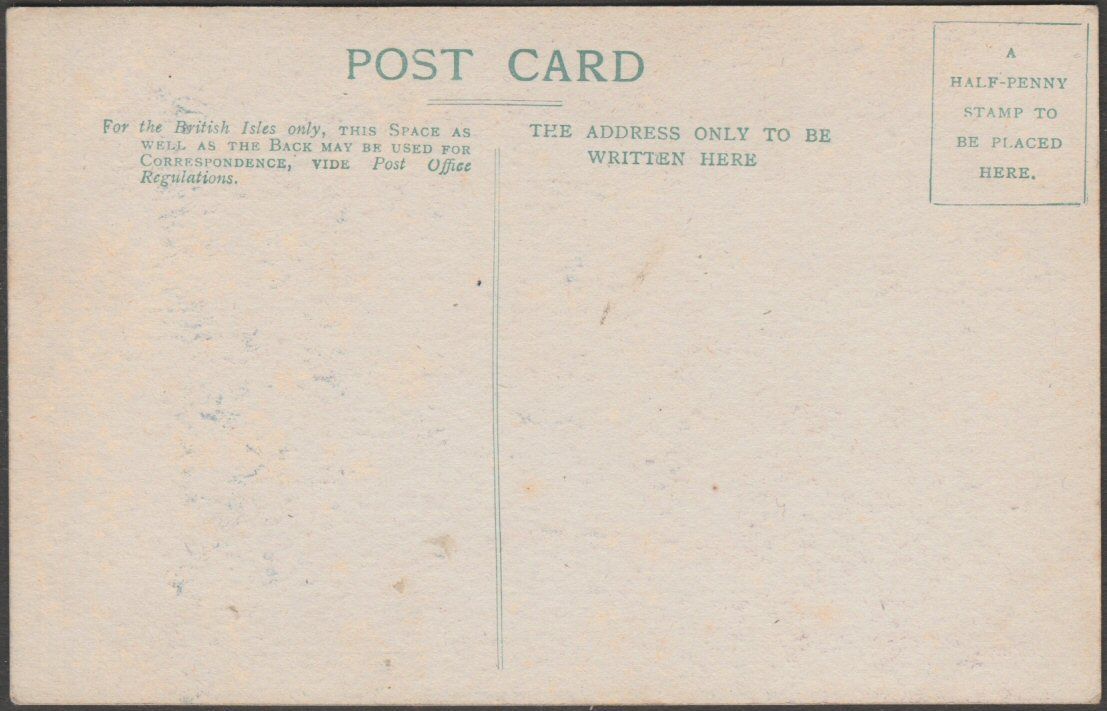 POST CARD
For the British Isles only, THIS SPACE AS
WELL AS THE BACK MAY BE USED FOR
CORRESPONDENCE, VIDE Post Office
Regulations.
THE ADDRESS ONLY TO BE
WRITTEN HERE
A
HALF-PENNY
STAMP TO
BE PLACED
HERE.